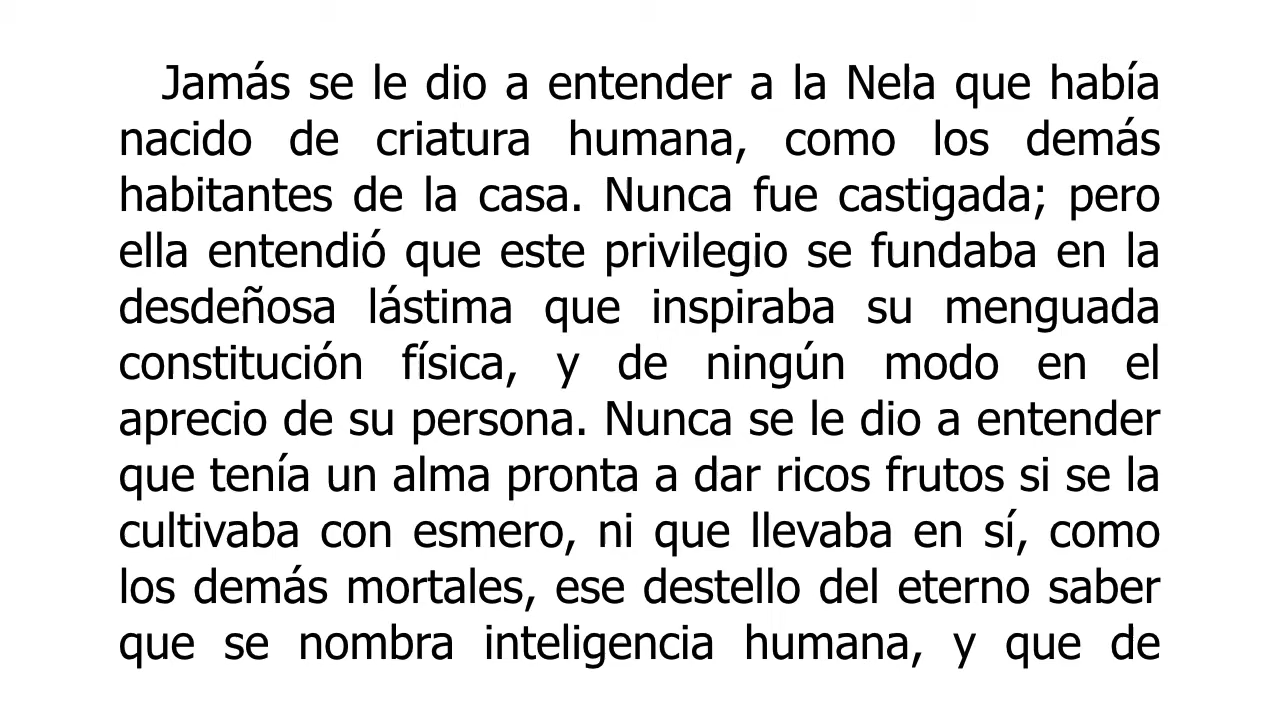 Jamás se le dio a entender a la Nela que había
nacido de criatura humana, como los demás
habitantes de la casa. Nunca fue castigada; pero
ella entendió que este privilegio se fundaba en la
desdeñosa lástima que inspiraba su menguada
constitución física, y de ningún modo en el
aprecio de su persona. Nunca se le dio a entender
que tenía un alma pronta a dar ricos frutos si se la
cultivaba con esmero, ni que llevaba en sí, como
los demás mortales, ese destello del eterno saber
que se nombra inteligencia humana, y que de